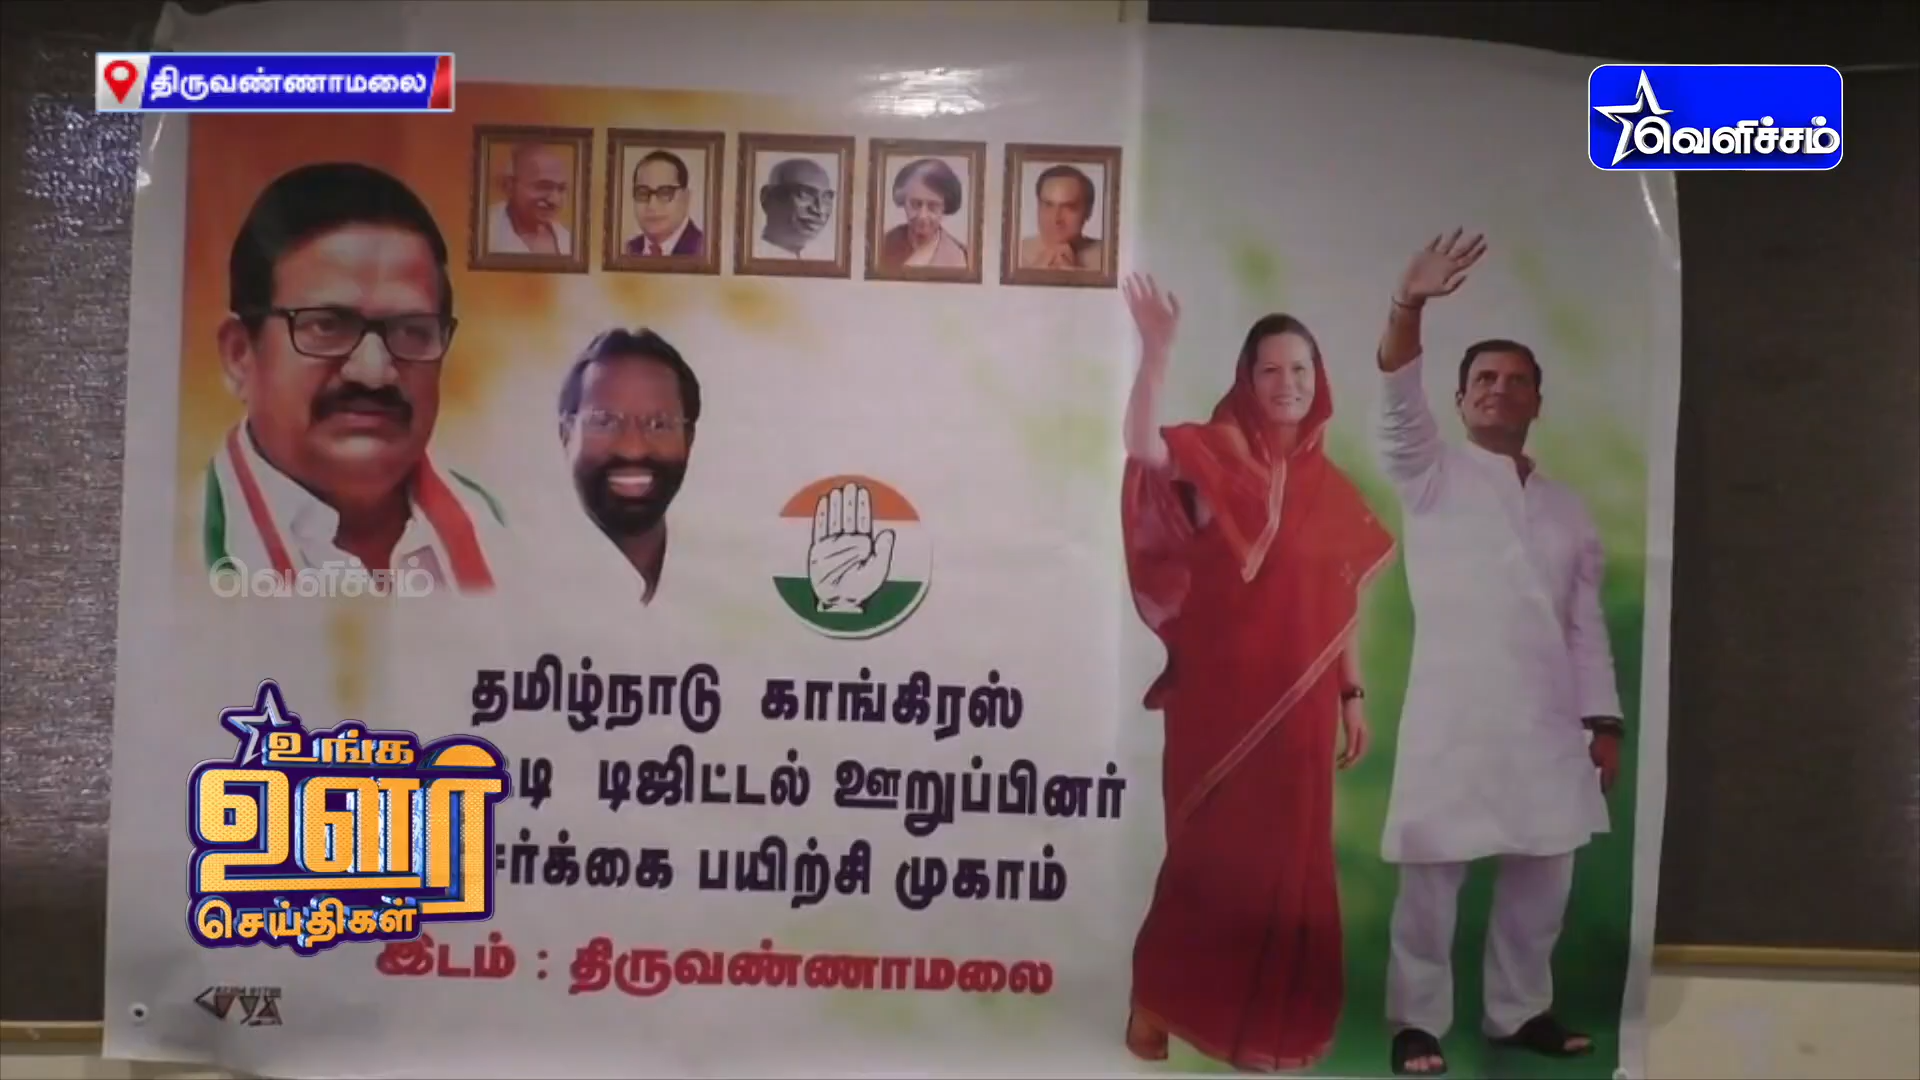 திருவண்ணாமலை
வெளிச்சம்
வெளிச்சம்
தமிழ்நாடு காங்கிரஸ்
டி டிஜிட்டல் ஊறுப்பினர்
ர்க்கை பயிற்சி முகாம்
இடம் : திருவண்ணாமலை
உங்க
ஊர்
செய்திகள்